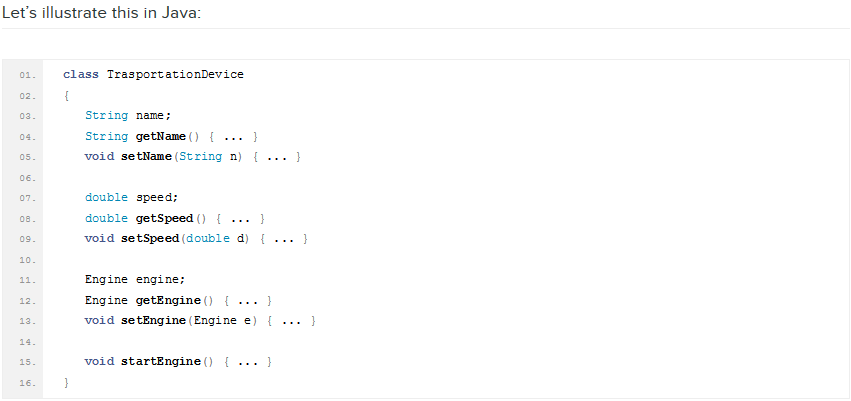 Let's illustrate this in Java:
01. class TrasportationDevice
02. {
03. String name;
04. String getName() { ... }
05. void setName(String n) { ... }
06.
07. double speed;
08. double getSpeed() { ... }
09. void setSpeed(double d) { ... }
10.
11. Engine engine;
12. Engine getEngine() { ... }
13. void setEngine(Engine e) { ... }
14.
15. void startEngine() { ... }
16. }